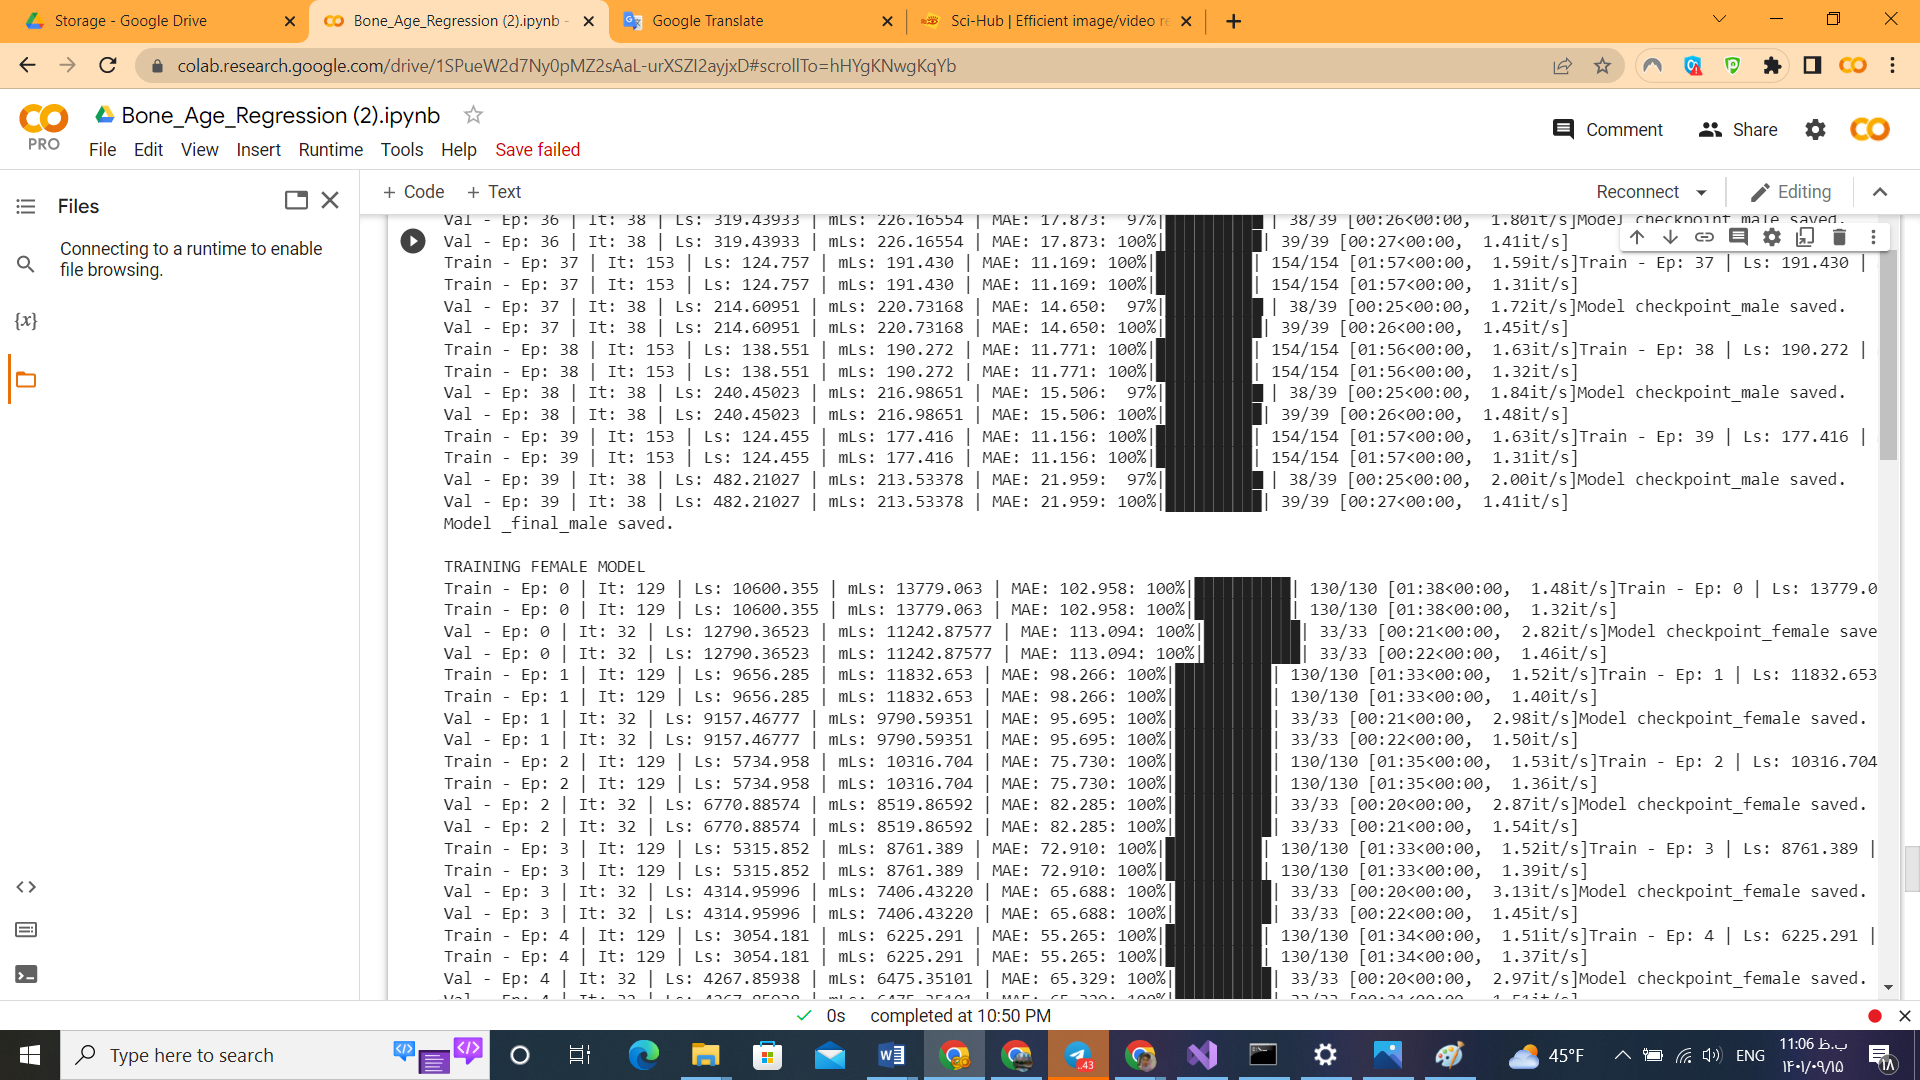 Storage - Google Drive
Bone_Age_Regression (2).ipynb -
Google Translate
Sci-Hub | Efficient image/video re
colab.research.google.com/drive/1SPueW2d7Ny0pMZ2sAaL-urXSZI2ayjxD#scrollTo=hHYgKNwgKqYb
PRO
Bone_Age_Regression (2).ipynb
File Edit View Insert Runtime Tools Help Save failed
Comment Share
Files
Connecting to a runtime to enable
file browsing.
{x}
+ Code + Text
Reconnect Editing
Val - Ep: 36 | It: 38 | Ls: 319.43933 | mLs: 226.16554 | MAE: 17.873: 97%| | 38/39 [00:26<00:00, 1.80it/s]Model checkpoint_male saved.
Val - Ep: 36 | It: 38 | Ls: 319.43933 | mLs: 226.16554 | MAE: 17.873: 100%| | 39/39 [00:27<00:00, 1.41it/s]
Train - Ep: 37 | It: 153 | Ls: 124.757 | mLs: 191.430 | MAE: 11.169: 100%| | 154/154 [01:57<00:00, 1.59it/s]Train - Ep: 37 | Ls: 191.430 |
Train - Ep: 37 | It: 153 | Ls: 124.757 | mLs: 191.430 | MAE: 11.169: 100%| | 154/154 [01:57<00:00, 1.31it/s]
Val - Ep: 37 | It: 38 | Ls: 214.60951 | mLs: 220.73168 | MAE: 14.650: 97%| | 38/39 [00:25<00:00, 1.72it/s]Model checkpoint_male saved.
Val - Ep: 37 | It: 38 | Ls: 214.60951 | mLs: 220.73168 | MAE: 14.650: 100%| | 39/39 [00:26<00:00, 1.45it/s]
Train - Ep: 38 | It: 153 | Ls: 138.551 | mLs: 190.272 | MAE: 11.771: 100%| | 154/154 [01:56<00:00, 1.63it/s]Train - Ep: 38 | Ls: 190.272 |
Train - Ep: 38 | It: 153 | Ls: 138.551 | mLs: 190.272 | MAE: 11.771: 100%| | 154/154 [01:56<00:00, 1.32it/s]
Val - Ep: 38 | It: 38 | Ls: 240.45023 | mLs: 216.98651 | MAE: 15.506: 97%| | 38/39 [00:25<00:00, 1.84it/s]Model checkpoint_male saved.
Val - Ep: 38 | It: 38 | Ls: 240.45023 | mLs: 216.98651 | MAE: 15.506: 100%| | 39/39 [00:26<00:00, 1.48it/s]
Train - Ep: 39 | It: 153 | Ls: 124.455 | mLs: 177.416 | MAE: 11.156: 100%| | 154/154 [01:57<00:00, 1.63it/s]Train - Ep: 39 | Ls: 177.416 |
Train - Ep: 39 | It: 153 | Ls: 124.455 | mLs: 177.416 | MAE: 11.156: 100%| | 154/154 [01:57<00:00, 1.31it/s]
Val - Ep: 39 | It: 38 | Ls: 482.21027 | mLs: 213.53378 | MAE: 21.959: 97%| | 38/39 [00:25<00:00, 2.00it/s]Model checkpoint_male saved.
Val - Ep: 39 | It: 38 | Ls: 482.21027 | mLs: 213.53378 | MAE: 21.959: 100%| | 39/39 [00:27<00:00, 1.41it/s]
Model _final_male saved.
TRAINING FEMALE MODEL
Train - Ep: 0 | It: 129 | Ls: 10600.355 | mLs: 13779.063 | MAE: 102.958: 100%| | 130/130 [01:38<00:00, 1.48it/s]Train - Ep: 0 | Ls: 13779.0
Train - Ep: 0 | It: 129 | Ls: 10600.355 | mLs: 13779.063 | MAE: 102.958: 100%| | 130/130 [01:38<00:00, 1.32it/s]
Val - Ep: 0 | It: 32 | Ls: 12790.36523 | mLs: 11242.87577 | MAE: 113.094: 100%| | 33/33 [00:21<00:00, 2.82it/s]Model checkpoint_female save
Val - Ep: 0 | It: 32 | Ls: 12790.36523 | mLs: 11242.87577 | MAE: 113.094: 100%| | 33/33 [00:22<00:00, 1.46it/s]
Train - Ep: 1 | It: 129 | Ls: 9656.285 | mLs: 11832.653 | MAE: 98.266: 100%| | 130/130 [01:33<00:00, 1.52it/s]Train - Ep: 1 | Ls: 11832.653
Train - Ep: 1 | It: 129 | Ls: 9656.285 | mLs: 11832.653 | MAE: 98.266: 100%| | 130/130 [01:33<00:00, 1.40it/s]
Val - Ep: 1 | It: 32 | Ls: 9157.46777 | mLs: 9790.59351 | MAE: 95.695: 100%| | 33/33 [00:21<00:00, 2.98it/s]Model checkpoint_female saved.
Val - Ep: 1 | It: 32 | Ls: 9157.46777 | mLs: 9790.59351 | MAE: 95.695: 100%| | 33/33 [00:22<00:00, 1.50it/s]
Train - Ep: 2 | It: 129 | Ls: 5734.958 | mLs: 10316.704 | MAE: 75.730: 100%| | 130/130 [01:35<00:00, 1.53it/s]Train - Ep: 2 | Ls: 10316.704
Train - Ep: 2 | It: 129 | Ls: 5734.958 | mLs: 10316.704 | MAE: 75.730: 100%| | 130/130 [01:35<00:00, 1.36it/s]
Val - Ep: 2 | It: 32 | Ls: 6770.88574 | mLs: 8519.86592 | MAE: 82.285: 100%| | 33/33 [00:20<00:00, 2.87it/s]Model checkpoint_female saved.
Val - Ep: 2 | It: 32 | Ls: 6770.88574 | mLs: 8519.86592 | MAE: 82.285: 100%| | 33/33 [00:21<00:00, 1.54it/s]
Train - Ep: 3 | It: 129 | Ls: 5315.852 | mLs: 8761.389 | MAE: 72.910: 100%| | 130/130 [01:33<00:00, 1.52it/s]Train - Ep: 3 | Ls: 8761.389 |
Train - Ep: 3 | It: 129 | Ls: 5315.852 | mLs: 8761.389 | MAE: 72.910: 100%| | 130/130 [01:33<00:00, 1.39it/s]
Val - Ep: 3 | It: 32 | Ls: 4314.95996 | mLs: 7406.43220 | MAE: 65.688: 100%| | 33/33 [00:20<00:00, 3.13it/s]Model checkpoint_female saved.
Val - Ep: 3 | It: 32 | Ls: 4314.95996 | mLs: 7406.43220 | MAE: 65.688: 100%| | 33/33 [00:22<00:00, 1.45it/s]
Train - Ep: 4 | It: 129 | Ls: 3054.181 | mLs: 6225.291 | MAE: 55.265: 100%| | 130/130 [01:34<00:00, 1.51it/s]Train - Ep: 4 | Ls: 6225.291 |
Train - Ep: 4 | It: 129 | Ls: 3054.181 | mLs: 6225.291 | MAE: 55.265: 100%| | 130/130 [01:34<00:00, 1.37it/s]
Val - Ep: 4 | It: 32 | Ls: 4267.85938 | mLs: 6475.35101 | MAE: 65.329: 100%| | 33/33 [00:20<00:00, 2.97it/s]Model checkpoint_female saved.
Val - Ep: 4 | It: 32 | Ls: 4267.85938 | mLs: 6475.35101 | MAE: 65.329: 100%| | 33/33 [00:21<00:00, 1.51it/s]
0s completed at 10:50 PM
Type here to search
..43
45°F
ENG
11:06 ب.ظ
۱۴۰۱/۰۹/۱۵
۱۸